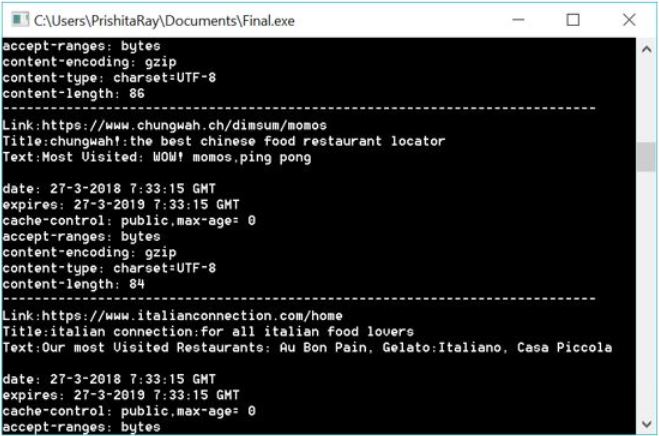 C:\Users\PrishitaRay\Documents\Final.exe
accept-ranges: bytes
content-encoding: gzip
content-type: charset=UTF-8
content-length: 86
--------------------------------------------------------------------------
Link:https://www.chungwah.ch/dimsum/momos
Title:chungwah!:the best chinese food restaurant locator
Text:Most Visited: WOW! momos,ping pong
date: 27-3-2018 7:33:15 GMT
expires: 27-3-2019 7:33:15 GMT
cache-control: public,max-age= 0
accept-ranges: bytes
content-encoding: gzip
content-type: charset=UTF-8
content-length: 84
--------------------------------------------------------------------------
Link:https://www.italianconnection.com/home
Title:italian connection:for all italian food lovers
Text:Our most Visited Restaurants: Au Bon Pain, Gelato:Italiano, Casa Piccola
date: 27-3-2018 7:33:15 GMT
expires: 27-3-2019 7:33:15 GMT
cache-control: public,max-age= 0
accept-ranges: bytes